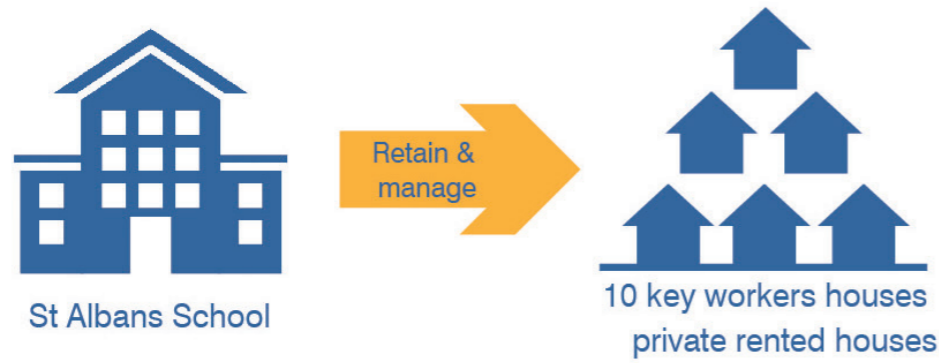 Retain &
manage
St Albans School
10 key workers houses
private rented houses